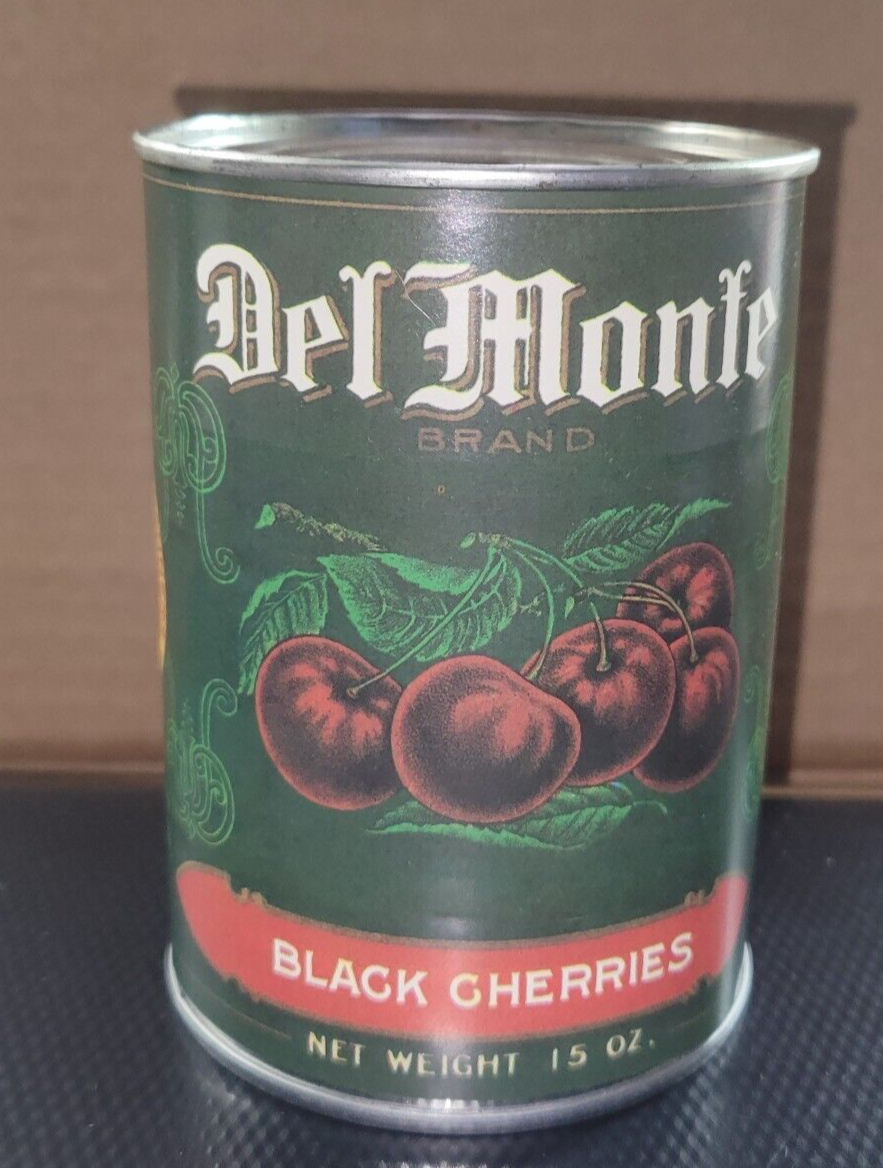 Del Monte
BRAND
BLACK CHERRIES
NET WEIGHT 15 OZ.